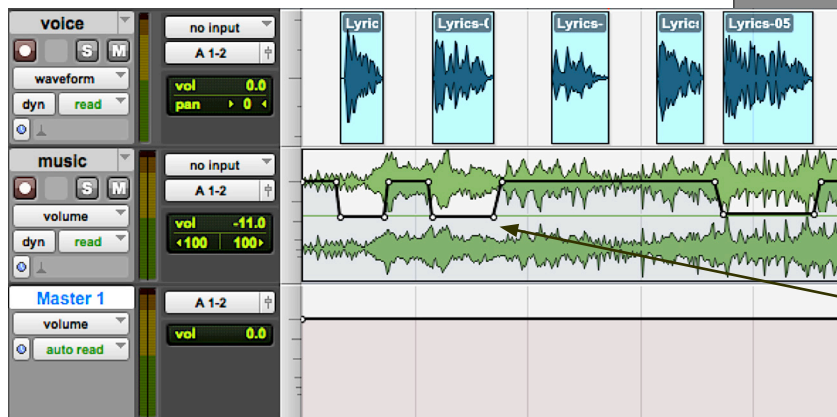 voice
no input
Lyric
Lyrics-0
Lyrics-
Lyrics
Lyrics-05
S M
A 1-2
waveform
vol 0.0
dyn read
pan 0
music
no input
S M
A 1-2
volume
vol -11.0
dyn read
100 100
Master 1
A 1-2
volume
vol 0.0
auto read